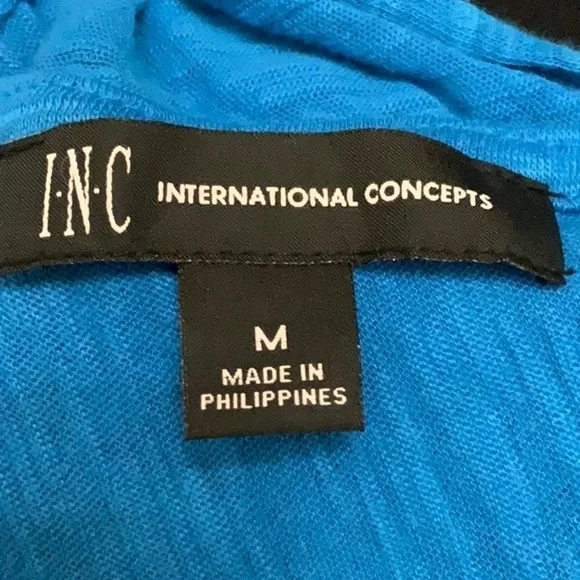 I·N·C INTERNATIONAL CONCEPTS
M
MADE IN
PHILIPPINES